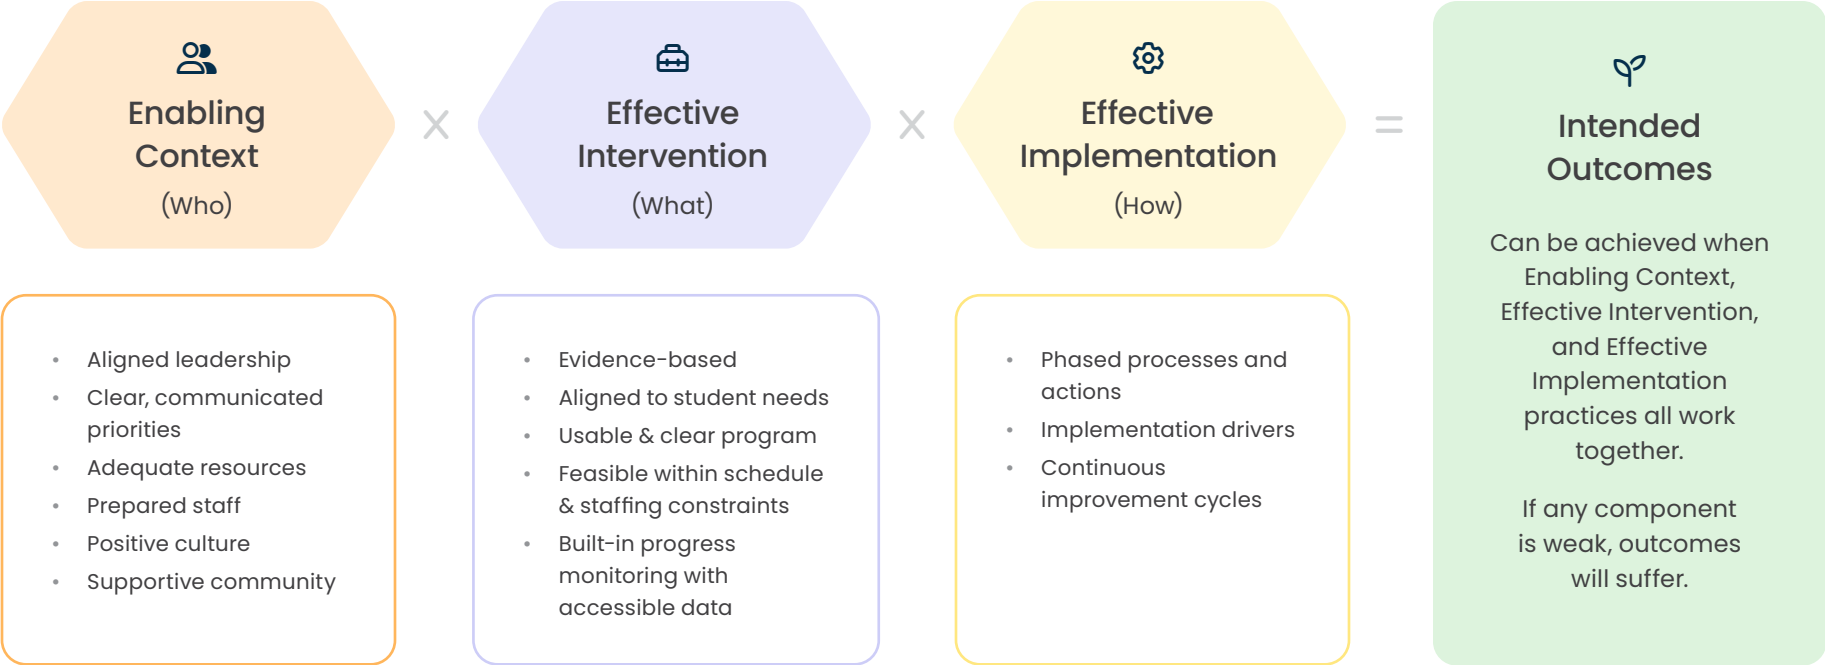 Enabling
Context
(Who)
×
Effective
Intervention
(What)
×
Effective
Implementation
(How)
=
Intended
Outcomes
• Aligned leadership
• Clear, communicated
priorities
• Adequate resources
• Prepared staff
• Positive culture
• Supportive community
• Evidence-based
• Aligned to student needs
• Usable & clear program
• Feasible within schedule
& staffing constraints
• Built-in progress
monitoring with
accessible data
• Phased processes and
actions
• Implementation drivers
• Continuous
improvement cycles
Can be achieved when
Enabling Context,
Effective Intervention,
and Effective
Implementation
practices all work
together.
If any component
is weak, outcomes
will suffer.